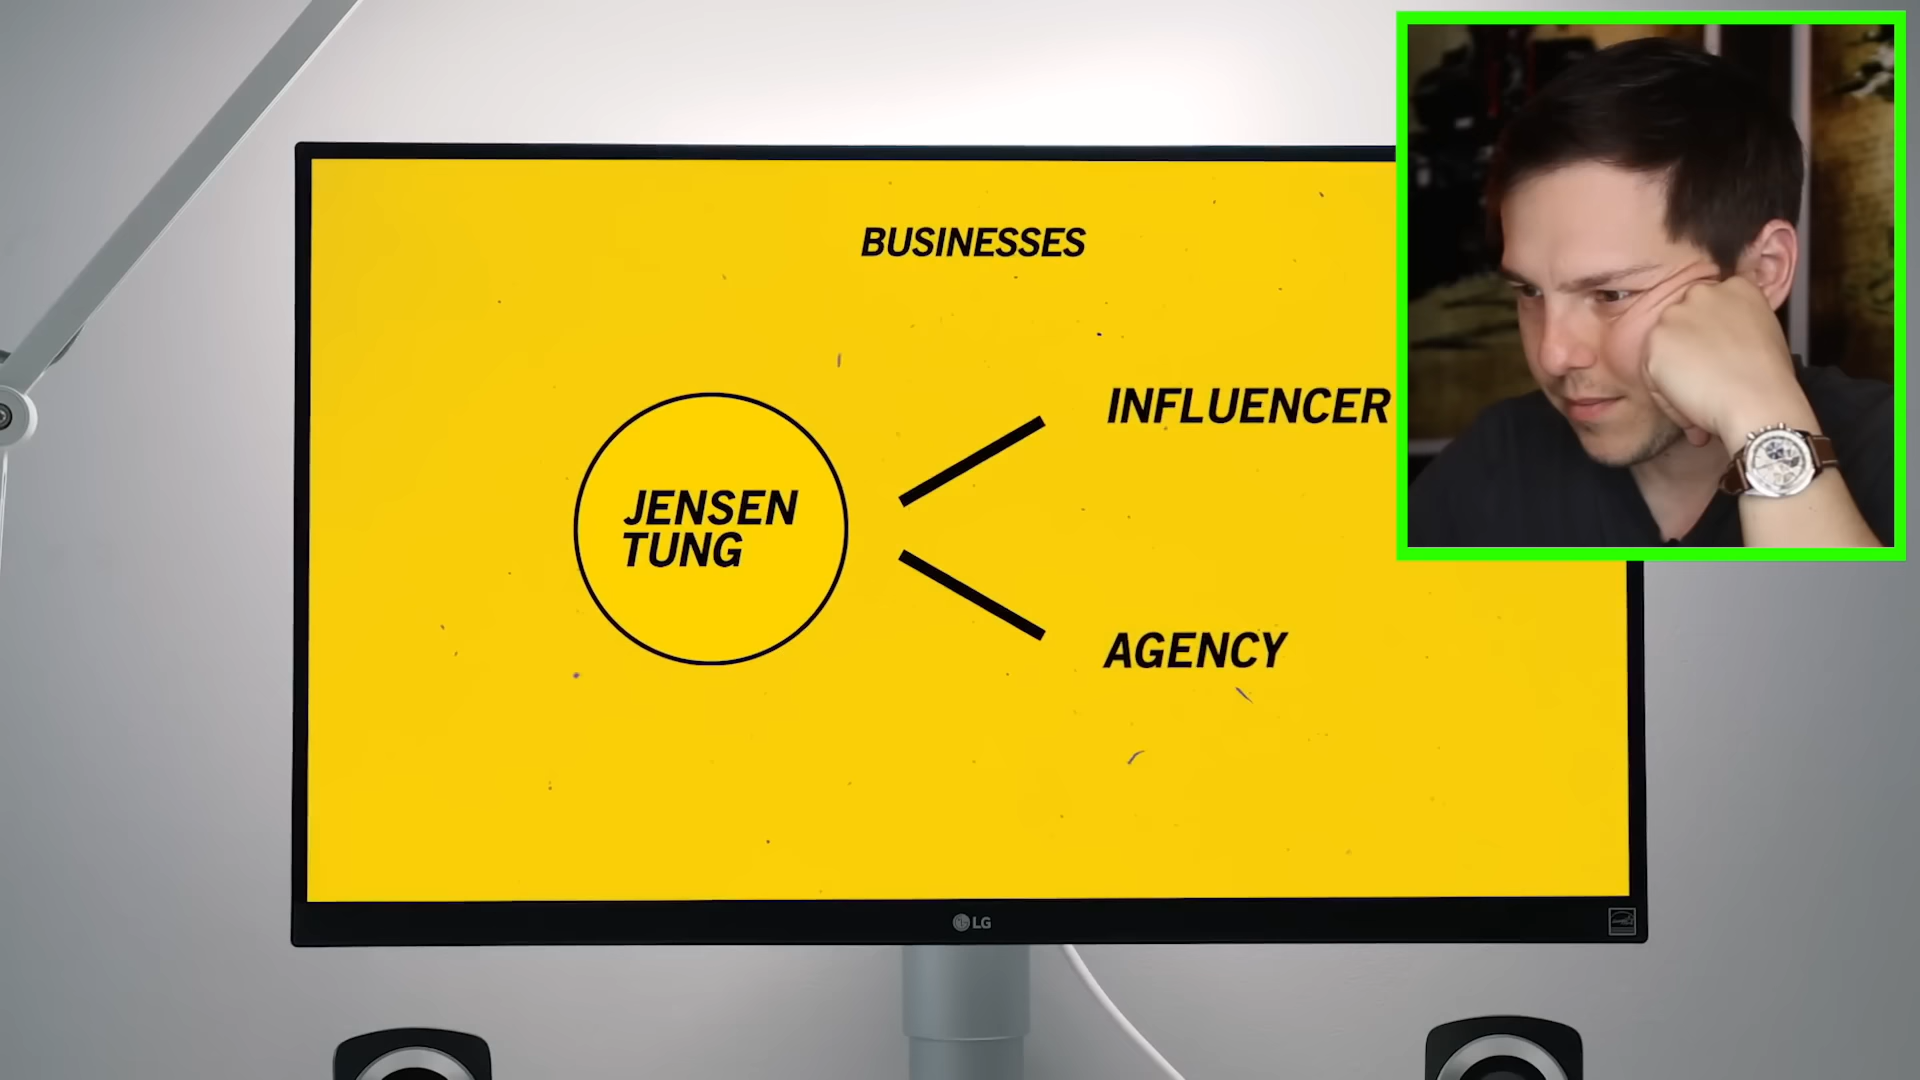 BUSINESSES
INFLUENCER
JENSEN
TUNG
AGENCY
LG